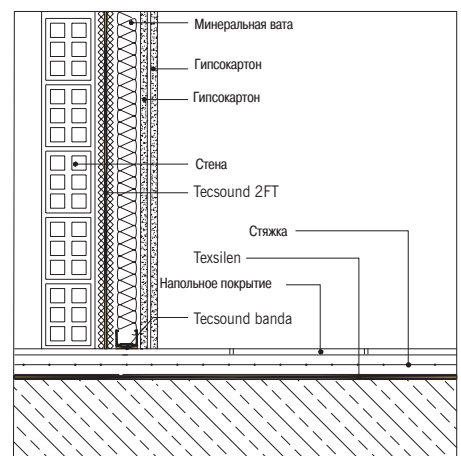 Минеральная вата
Гипсокартон
Гипсокартон
Стена
Tecsound 2FT
Стяжка
Texsilen
Напольное покрытие
Tecsound banda